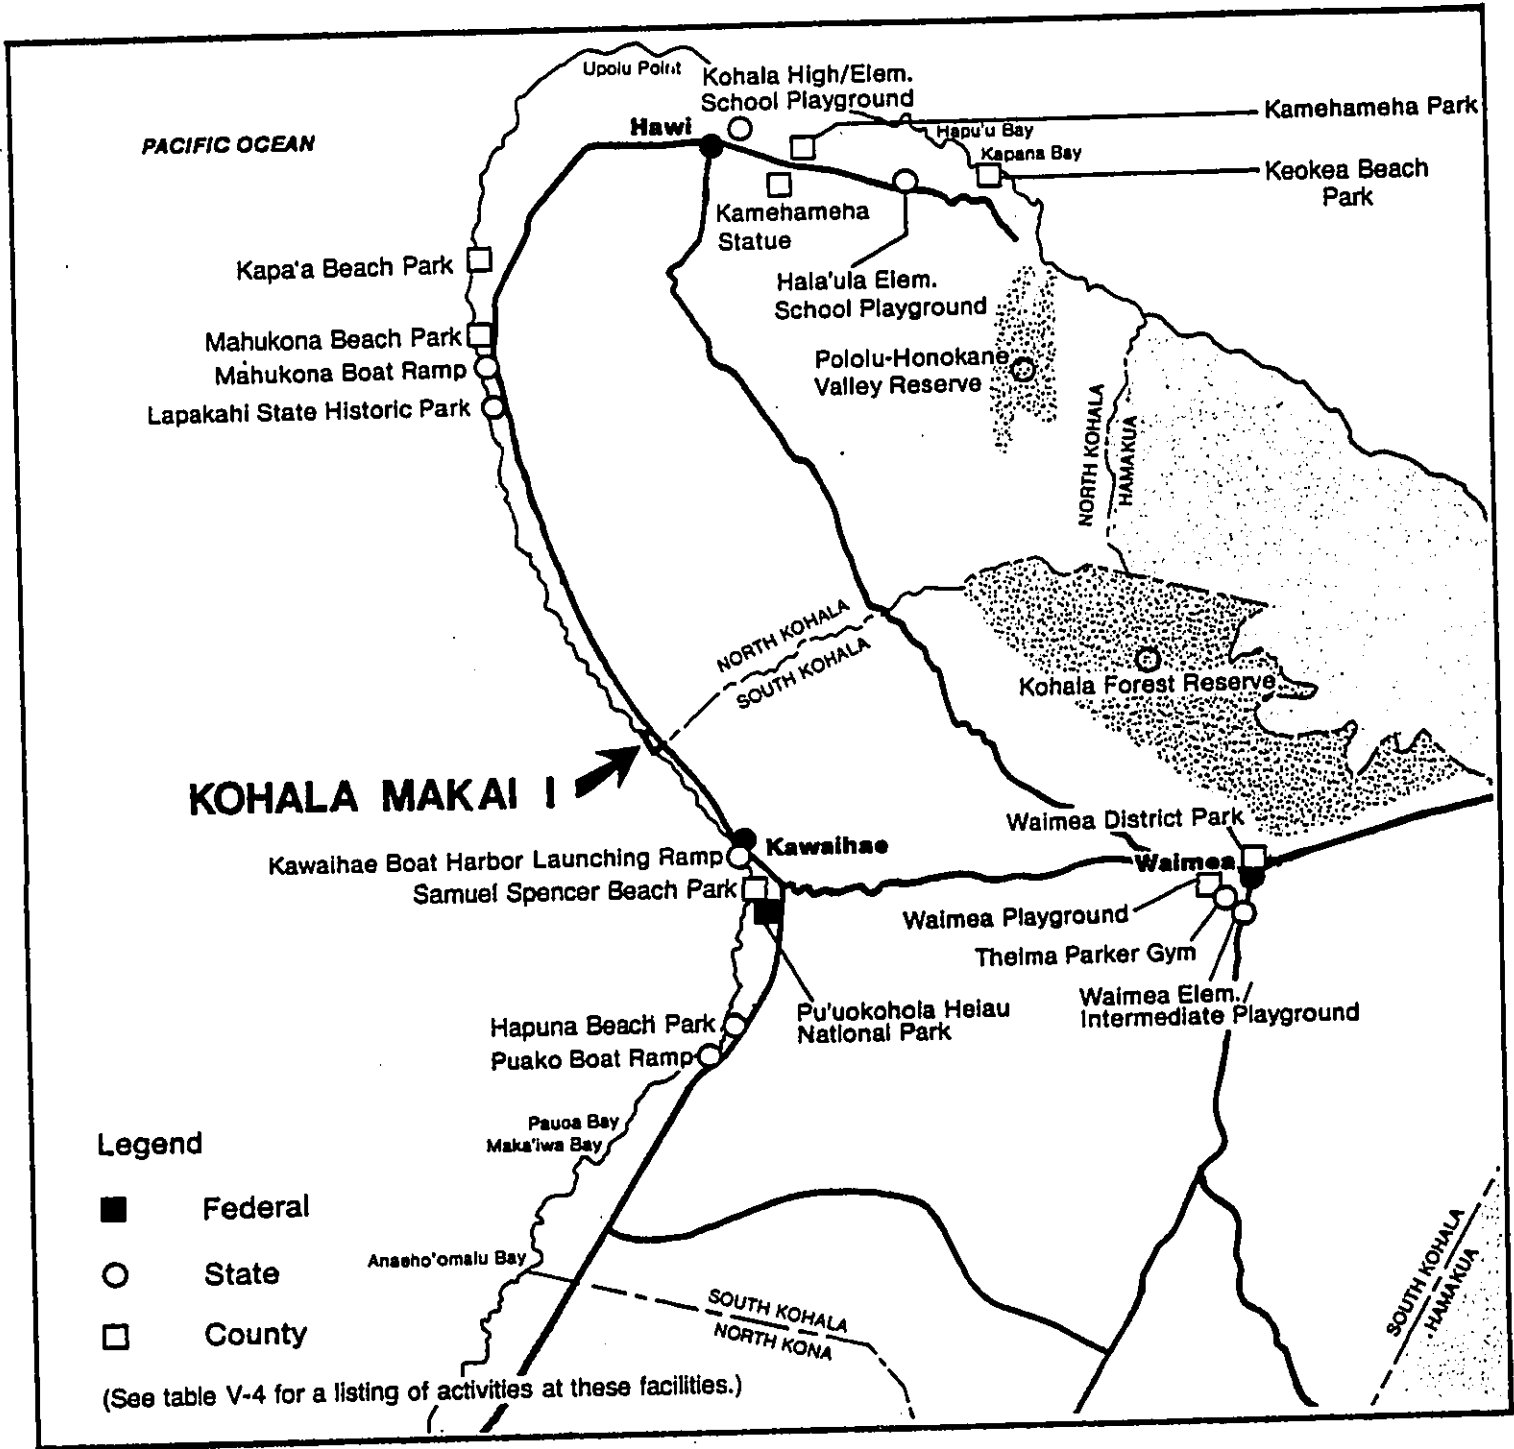 Upolu Point
Kohala High/Elem.
School Playground
Kamehameha Park
PACIFIC OCEAN
Hawi
Hapu'u Bay
Kapana Bay
Keokea Beach
Park
Kamehameha
Statue
Kapa'a Beach Park
Hala'ula Elem.
School Playground
Mahukona Beach Park
Mahukona Boat Ramp
Pololu-Honokane
Valley Reserve
Lapakahi State Historic Park
NORTH KOHALA
HAMAKUA
NORTH KOHALA
SOUTH KOHALA
Kohala Forest Reserve
KOHALA MAKAI I
Waimea District Park
Kawaihae
Kawaihae Boat Harbor Launching Ramp
Waimea
Samuel Spencer Beach Park
Waimea Playground
Thelma Parker Gym
Waimea Elem./
Intermediate Playground
Pu'uokohola Heiau
National Park
Hapuna Beach Park
Puako Boat Ramp
Pauoa Bay
Maka'iwa Bay
Legend
Federal
State
County
Anaeho'omalu Bay
SOUTH KOHALA
NORTH KONA
SOUTH KOHALA
HAMAKUA
(See table V-4 for a listing of activities at these facilities.)